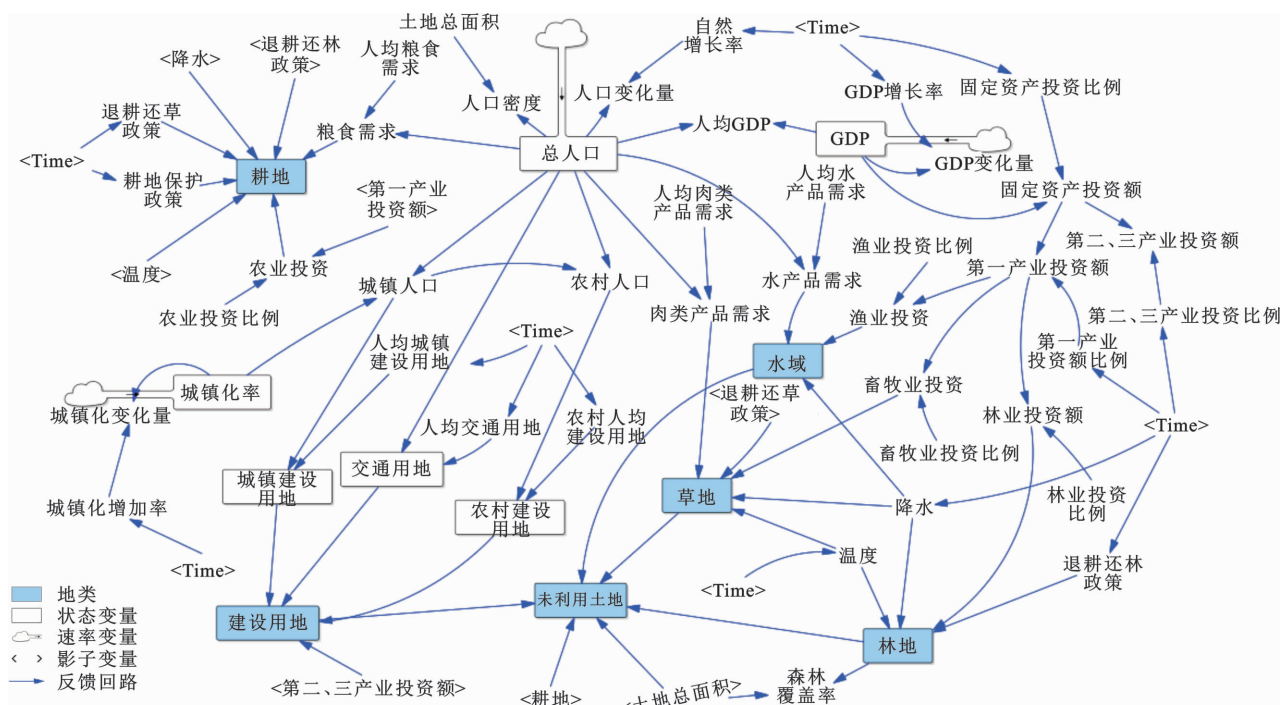 土地总面积
自然
增长率
<Time>
<降水>
<退耕还林
政策>
人均粮食
需求
GDP增长率
固定资产投资比例
人口密度
人口变化量
退耕还草
政策
粮食需求
人均GDP
GDP
GDP变化量
<Time>
总人口
耕地保护
政策
耕地
<第一产业
投资额>
人均肉类
产品需求
人均水
产品需求
固定资产投资额
<温度>
农业投资
渔业投资比例
第二、三产业投资额
第一产业投资额
城镇人口
农村人口
水产品需求
农业投资比例
肉类产品需求
渔业投资
第二、三产业投资比例
<Time>
人均城镇
建设用地
第一产业
投资额比例
水域
城镇化率
城镇化变化量
<退耕还草
政策>
畜牧业投资
农村人均
建设用地
林业投资额
<Time>
人均交通用地
畜牧业投资比例
城镇建设
用地
交通用地
草地
林业投资
比例
城镇化增加率
农村建设
用地
降水
温度
退耕还林
政策
<Time>
<Time>
未利用土地
建设用地
林地
地类
状态变量
速率变量
影子变量
反馈回路
<第二、三产业投资额>
<耕地>
<土地总面积>
森林
覆盖率